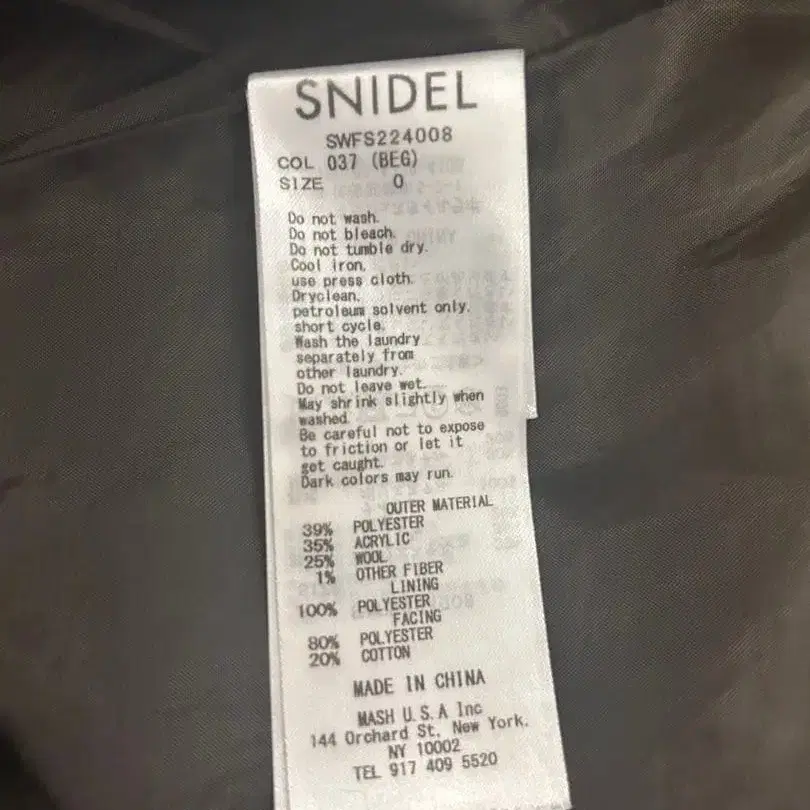 SNIDEL
SWFS224008
COL 037 (BEG)
SIZE 0
Do not wash.
Do not bleach.
Do not tumble dry.
Cool iron,
use press cloth.
Dryclean.
petroleum solvent only.
short cycle.
Wash the laundry
separately from
other laundry.
Do not leave wet.
May shrink slightly when
washed.
Be careful not to expose
to friction or let it
get caught.
Dark colors may run.
OUTER MATERIAL
39% POLYESTER
35% ACRYLIC
25% WOOL
1% OTHER FIBER
LINING
100% POLYESTER
FACING
80% POLYESTER
20% COTTON
MADE IN CHINA
MASH U.S.A Inc
144 Orchard St, New York.
NY 10002
TEL 917 409 5520